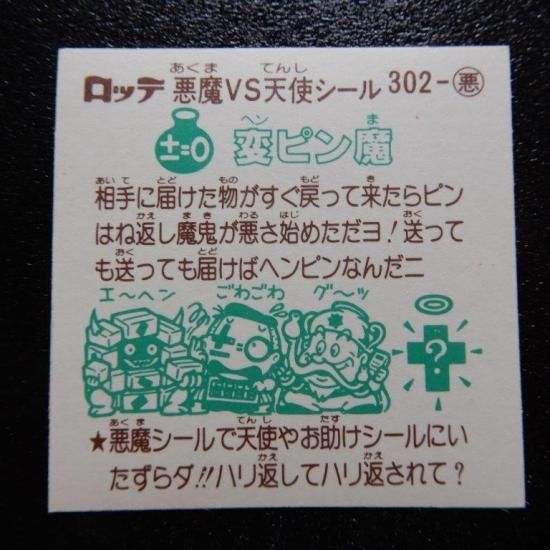 ロッテ 悪魔VS天使シール 302-悪
±=0 変ピン魔
相手に届けた物がすぐ戻って来たらピン
はね返し魔鬼が悪さ始めただヨ!送って
も送っても届けばヘンピンなんだニ
エ〜ヘン ごわごわ グ〜ッ
?
★悪魔シールで天使やお助けシールにい
たずらダ!!ハリ返してハリ返されて?